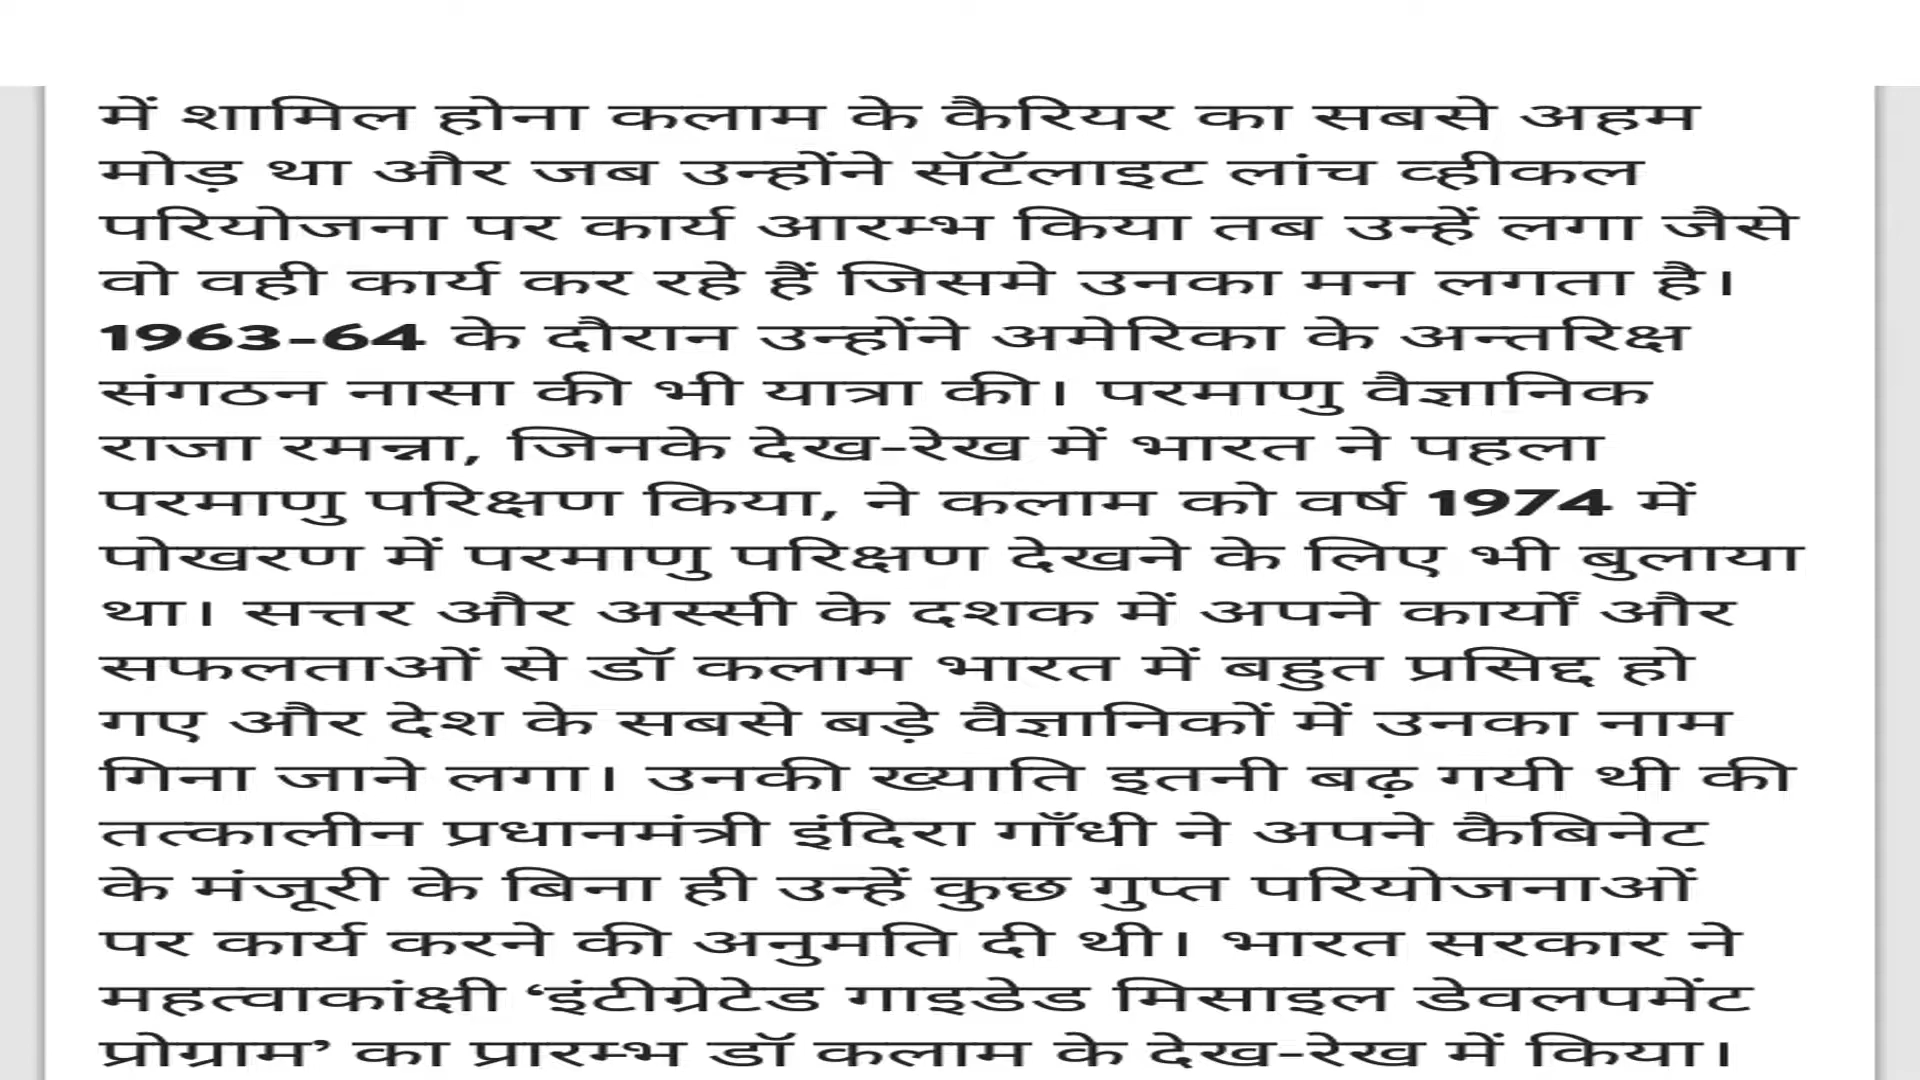 में शामिल होना कलाम के कैरियर का सबसे अहम
मोड़ था और जब उन्होंने सॅटॅलाइट लांच व्हीकल
परियोजना पर कार्य आरम्भ किया तब उन्हें लगा जैसे
वो वही कार्य कर रहे हैं जिसमे उनका मन लगता है।
1963-64 के दौरान उन्होंने अमेरिका के अन्तरिक्ष
संगठन नासा की भी यात्रा की। परमाणु वैज्ञानिक
राजा रमन्ना, जिनके देख-रेख में भारत ने पहला
परमाणु परिक्षण किया, ने कलाम को वर्ष 1974 में
पोखरण में परमाणु परिक्षण देखने के लिए भी बुलाया
था। सत्तर और अस्सी के दशक में अपने कार्यों और
सफलताओं से डॉ कलाम भारत में बहुत प्रसिद्द हो
गए और देश के सबसे बड़े वैज्ञानिकों में उनका नाम
गिना जाने लगा। उनकी ख्याति इतनी बढ़ गयी थी की
तत्कालीन प्रधानमंत्री इंदिरा गाँधी ने अपने कैबिनेट
के मंजूरी के बिना ही उन्हें कुछ गुप्त परियोजनाओं
पर कार्य करने की अनुमति दी थी। भारत सरकार ने
महत्वाकांक्षी ‘इंटीग्रेटेड गाइडेड मिसाइल डेवलपमेंट
प्रोग्राम’ का प्रारम्भ डॉ कलाम के देख-रेख में किया।